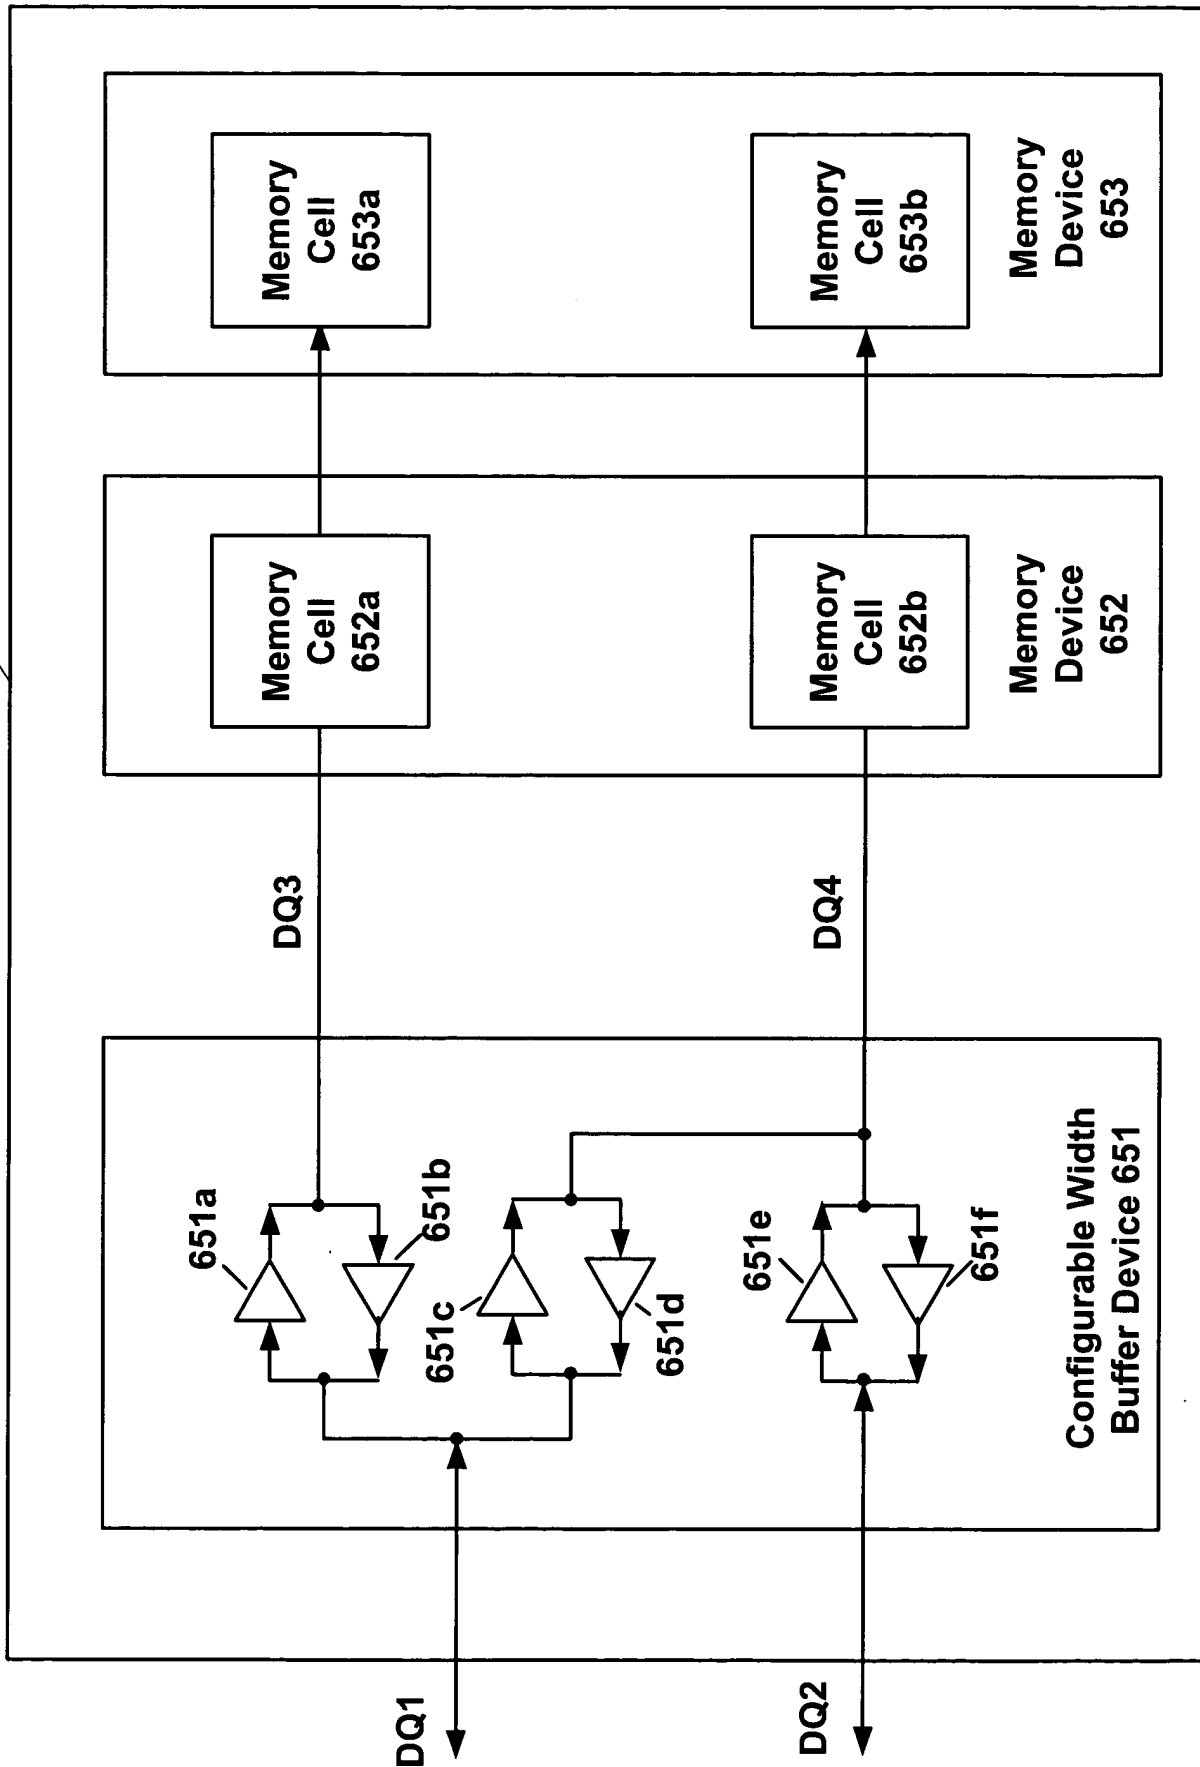 Memory
Cell
653a
Memory
Cell
653b
Memory
Device
653
Memory
Cell
652a
Memory
Cell
652b
Memory
Device
652
DQ3
DQ4
651a
651b
651c
651d
651e
651f
Configurable Width
Buffer Device 651
DQ1
DQ2